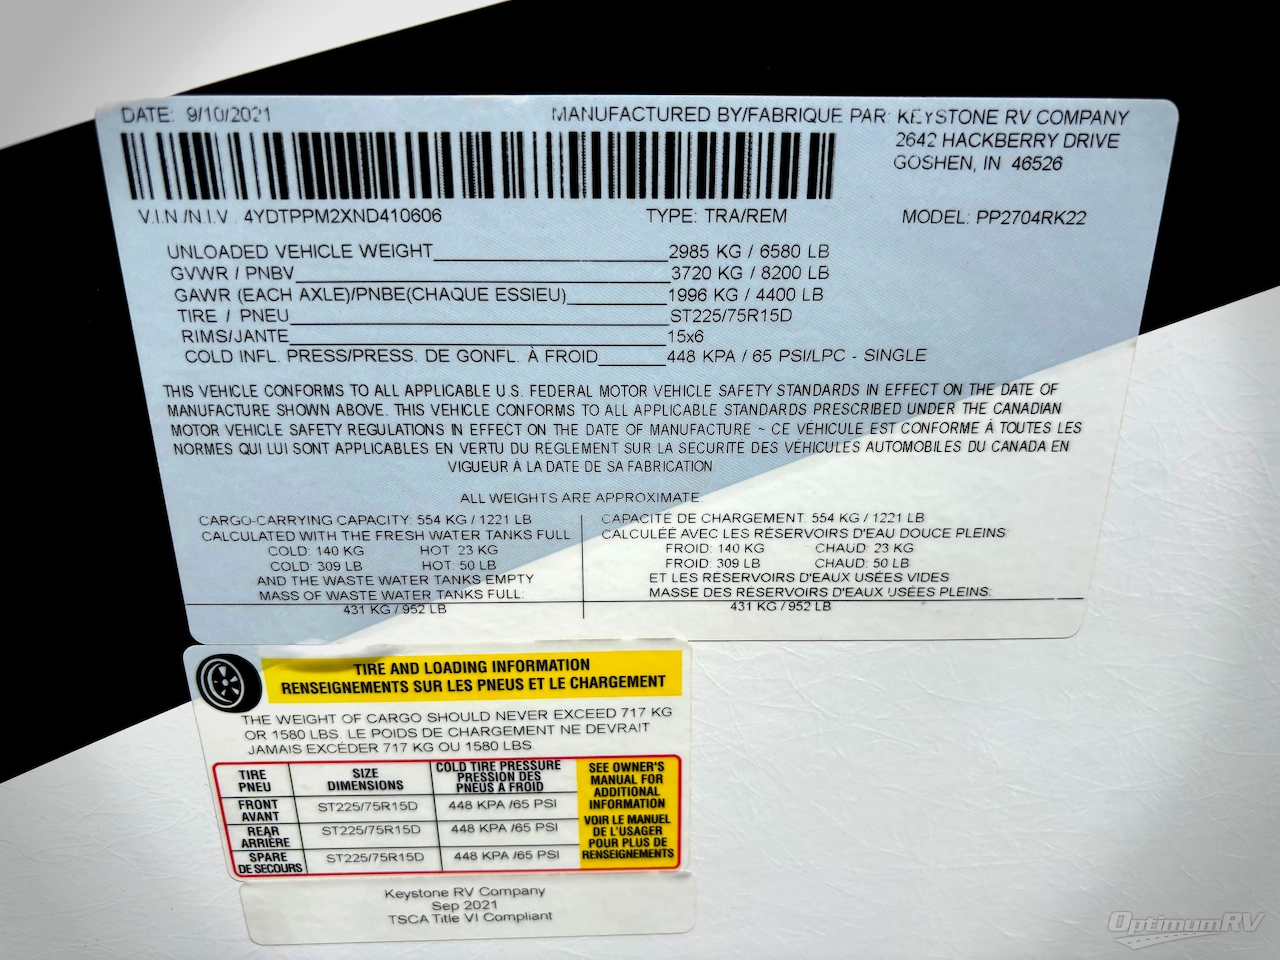 DATE: 9/10/2021
MANUFACTURED BY/FABRIQUE PAR: KEYSTONE RV COMPANY
2642 HACKBERRY DRIVE
GOSHEN, IN 46526
V.I.N./N.I.V. 4YDTPPM2XND410606 TYPE: TRA/REM MODEL: PP2704RK22
UNLOADED VEHICLE WEIGHT 2985 KG / 6580 LB
GVWR / PNBV 3720 KG / 8200 LB
GAWR (EACH AXLE)/PNBE(CHAQUE ESSIEU) 1996 KG / 4400 LB
TIRE / PNEU ST225/75R15D
RIMS/JANTE 15x6
COLD INFL. PRESS/PRESS. DE GONFL. À FROID 448 KPA / 65 PSI/LPC - SINGLE
THIS VEHICLE CONFORMS TO ALL APPLICABLE U.S. FEDERAL MOTOR VEHICLE SAFETY STANDARDS IN EFFECT ON THE DATE OF
MANUFACTURE SHOWN ABOVE. THIS VEHICLE CONFORMS TO ALL APPLICABLE STANDARDS PRESCRIBED UNDER THE CANADIAN
MOTOR VEHICLE SAFETY REGULATIONS IN EFFECT ON THE DATE OF MANUFACTURE ~ CE VÉHICULE EST CONFORME À TOUTES LES
NORMES QUI LUI SONT APPLICABLES EN VERTU DU RÈGLEMENT SUR LA SÉCURITÉ DES VÉHICULES AUTOMOBILES DU CANADA EN
VIGUEUR À LA DATE DE SA FABRICATION
ALL WEIGHTS ARE APPROXIMATE.
CARGO-CARRYING CAPACITY: 554 KG / 1221 LB
CALCULATED WITH THE FRESH WATER TANKS FULL
COLD: 140 KG HOT: 23 KG
COLD: 309 LB HOT: 50 LB
AND THE WASTE WATER TANKS EMPTY
MASS OF WASTE WATER TANKS FULL:
431 KG / 952 LB
CAPACITÉ DE CHARGEMENT: 554 KG / 1221 LB
CALCULÉE AVEC LES RÉSERVOIRS D'EAU DOUCE PLEINS
FROID: 140 KG CHAUD: 23 KG
FROID: 309 LB CHAUD: 50 LB
ET LES RÉSERVOIRS D'EAUX USÉES VIDES
MASSE DES RÉSERVOIRS D'EAUX USÉES PLEINS:
431 KG / 952 LB
TIRE AND LOADING INFORMATION
RENSEIGNEMENTS SUR LES PNEUS ET LE CHARGEMENT
THE WEIGHT OF CARGO SHOULD NEVER EXCEED 717 KG
OR 1580 LBS. LE POIDS DE CHARGEMENT NE DEVRAIT
JAMAIS EXCÉDER 717 KG OU 1580 LBS
TIRE
PNEU
SIZE
DIMENSIONS
COLD TIRE PRESSURE
PRESSION DES
PNEUS A FROID
FRONT
AVANT
ST225/75R15D 448 KPA /65 PSI
REAR
ARRIÈRE
ST225/75R15D 448 KPA /65 PSI
SPARE
DE SECOURS
ST225/75R15D 448 KPA /65 PSI
SEE OWNER'S
MANUAL FOR
ADDITIONAL
INFORMATION
VOIR LE MANUEL
DE L'USAGER
POUR PLUS DE
RENSEIGNEMENTS
Keystone RV Company
Sep 2021
TSCA Title VI Compliant
OptimumRV